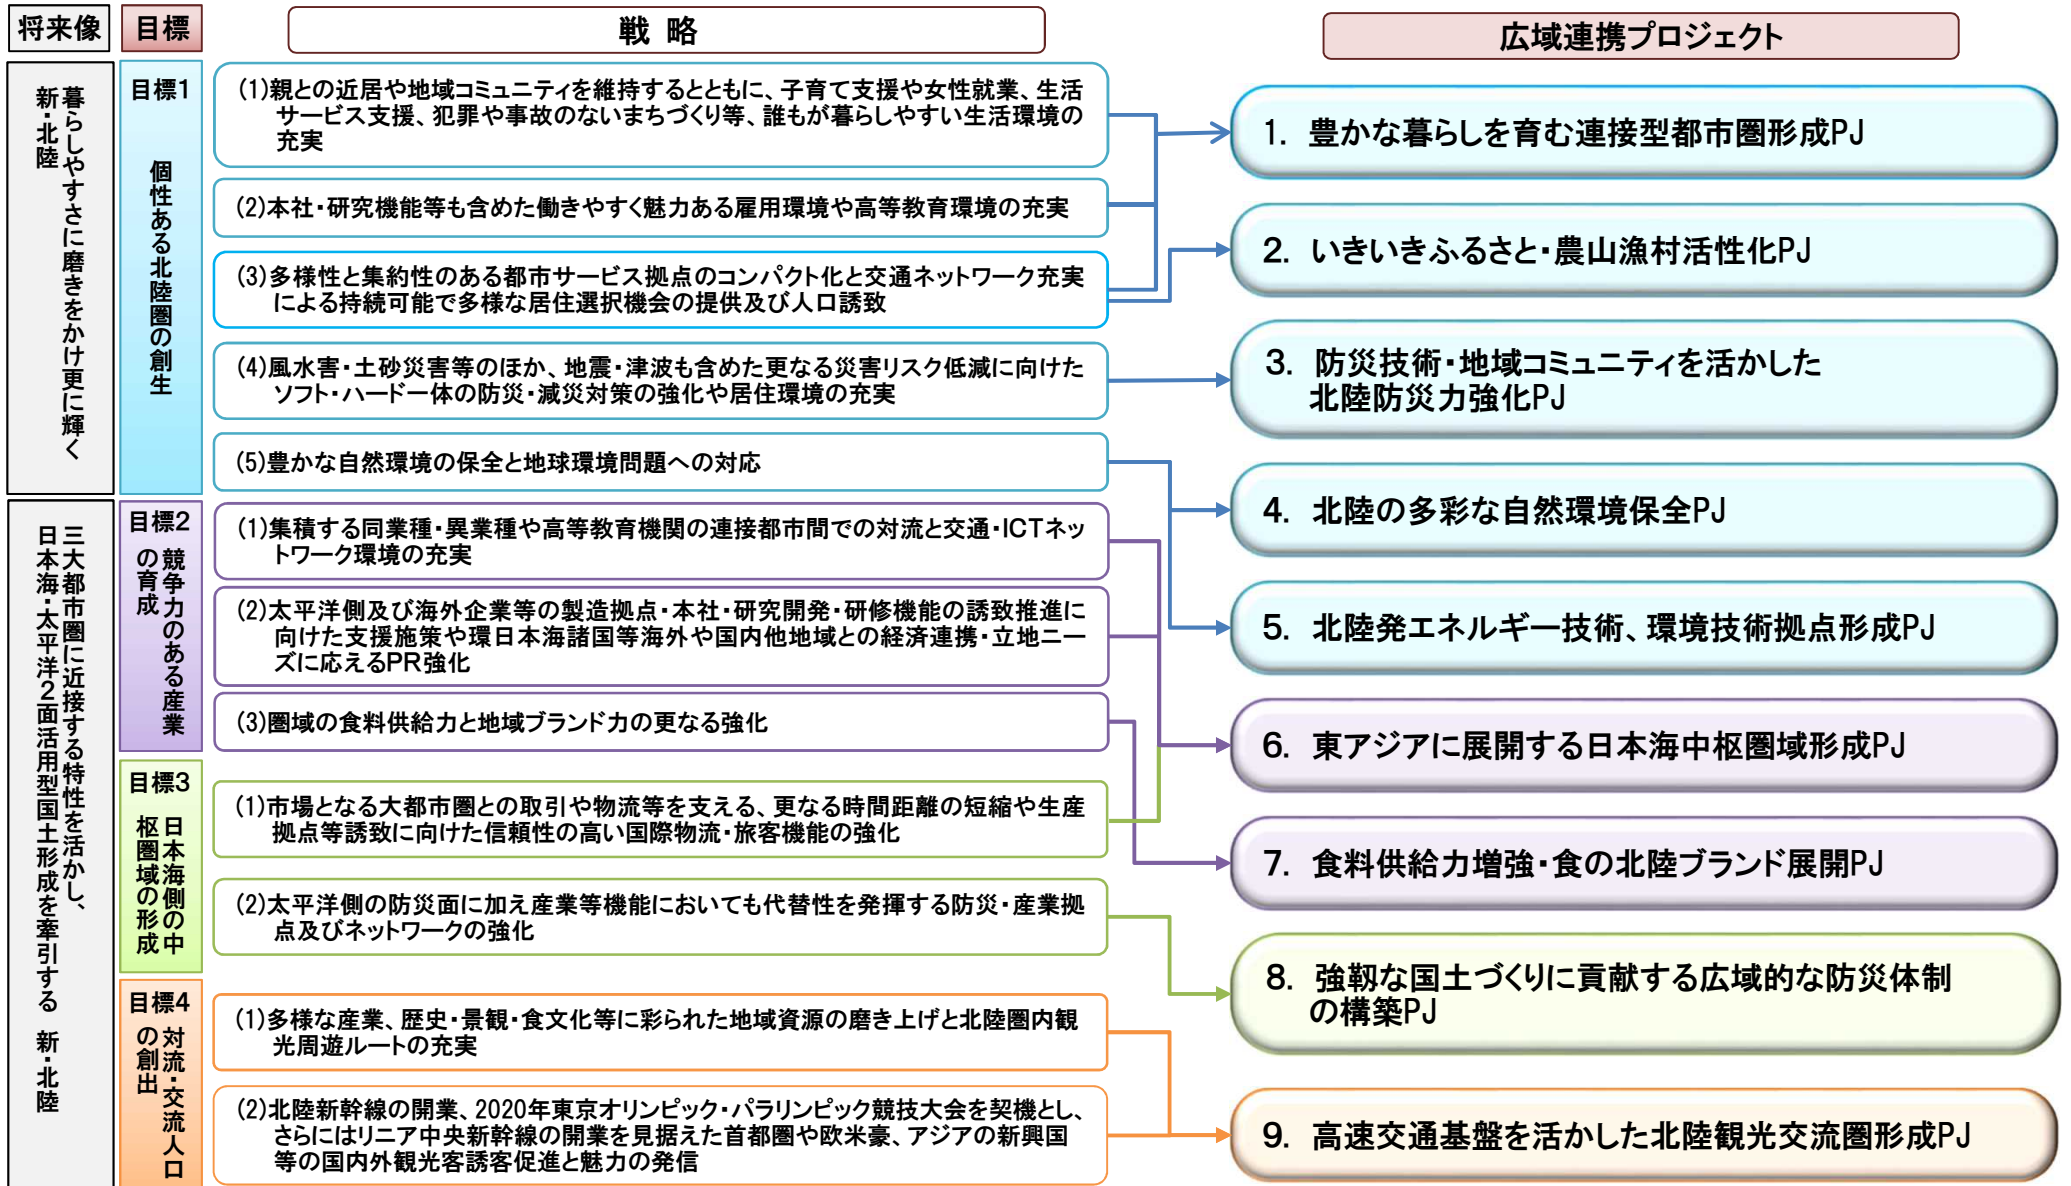 将来像
目標
戦 略
広域連携プロジェクト
暮らしやすさに磨きをかけ更に輝く
新・北陸
目標1
個性ある北陸圏の創生
(1)親との近居や地域コミュニティを維持するとともに、子育て支援や女性就業、生活
サービス支援、犯罪や事故のないまちづくり等、誰もが暮らしやすい生活環境の
充実
(2)本社・研究機能等も含めた働きやすく魅力ある雇用環境や高等教育環境の充実
(3)多様性と集約性のある都市サービス拠点のコンパクト化と交通ネットワーク充実
による持続可能で多様な居住選択機会の提供及び人口誘致
(4)風水害・土砂災害等のほか、地震・津波も含めた更なる災害リスク低減に向けた
ソフト・ハード一体の防災・減災対策の強化や居住環境の充実
(5)豊かな自然環境の保全と地球環境問題への対応
三大都市圏に近接する特性を活かし、
日本海・太平洋2面活用型国土形成を牽引する 新・北陸
目標2
競争力のある産業
の育成
(1)集積する同業種・異業種や高等教育機関の連接都市間での対流と交通・ICTネッ
トワーク環境の充実
(2)太平洋側及び海外企業等の製造拠点・本社・研究開発・研修機能の誘致推進に
向けた支援施策や環日本海諸国等海外や国内他地域との経済連携・立地ニー
ズに応えるPR強化
(3)圏域の食料供給力と地域ブランド力の更なる強化
目標3
日本海側の中
枢圏域の形成
(1)市場となる大都市圏との取引や物流等を支える、更なる時間距離の短縮や生産
拠点等誘致に向けた信頼性の高い国際物流・旅客機能の強化
(2)太平洋側の防災面に加え産業等機能においても代替性を発揮する防災・産業拠
点及びネットワークの強化
目標4
対流・交流人口
の創出
(1)多様な産業、歴史・景観・食文化等に彩られた地域資源の磨き上げと北陸圏内観
光周遊ルートの充実
(2)北陸新幹線の開業、2020年東京オリンピック・パラリンピック競技大会を契機とし、
さらにはリニア中央新幹線の開業を見据えた首都圏や欧米豪、アジアの新興国
等の国内外観光客誘客促進と魅力の発信
1. 豊かな暮らしを育む連接型都市圏形成PJ
2. いきいきふるさと・農山漁村活性化PJ
3. 防災技術・地域コミュニティを活かした
北陸防災力強化PJ
4. 北陸の多彩な自然環境保全PJ
5. 北陸発エネルギー技術、環境技術拠点形成PJ
6. 東アジアに展開する日本海中枢圏域形成PJ
7. 食料供給力増強・食の北陸ブランド展開PJ
8. 強靱な国土づくりに貢献する広域的な防災体制
の構築PJ
9. 高速交通基盤を活かした北陸観光交流圏形成PJ